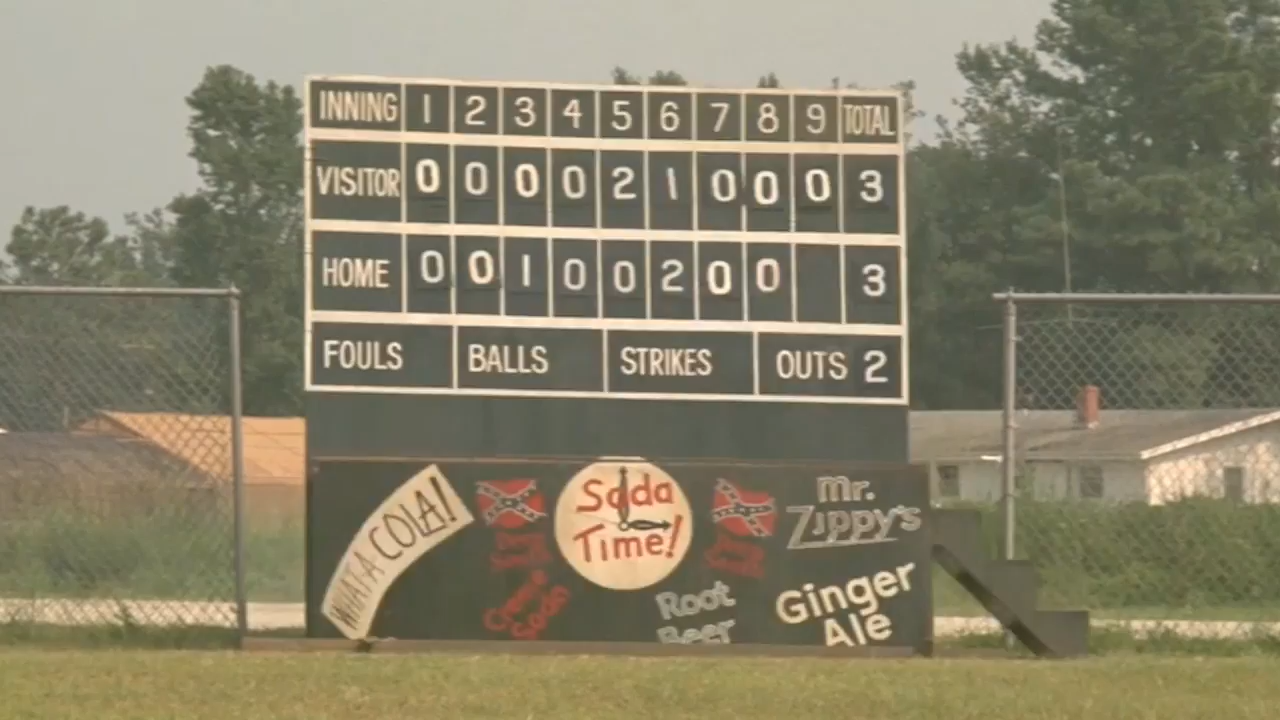 INNING 1 2 3 4 5 6 7 8 9 TOTAL
VISITOR 0 0 0 0 2 1 0 0 0 3
HOME 0 0 1 0 0 2 0 0 3
FOULS BALLS STRIKES OUTS 2
WHAT-A COLA!
Soda
Time!
Mr.
Zippy's
Cream
Soda
Root
Beer
Ginger
Ale